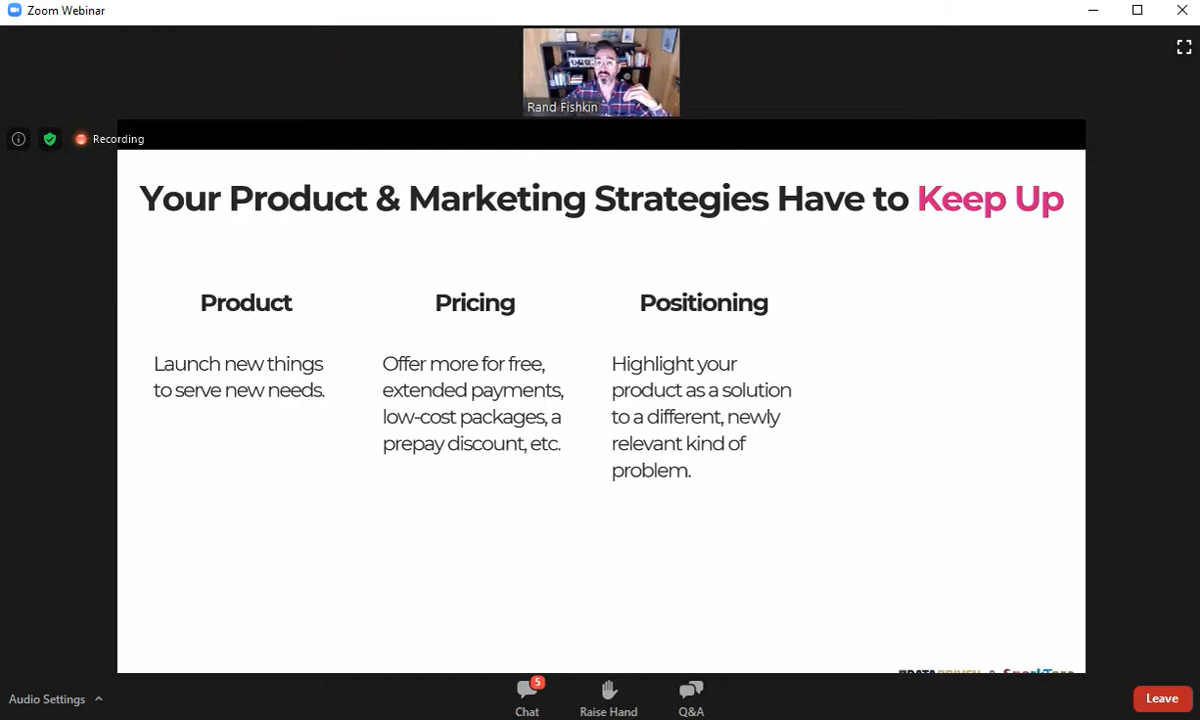 Zoom Webinar
Rand Fishkin
Recording
Your Product & Marketing Strategies Have to Keep Up
Product
Launch new things
to serve new needs.
Pricing
Offer more for free,
extended payments,
low-cost packages, a
prepay discount, etc.
Positioning
Highlight your
product as a solution
to a different, newly
relevant kind of
problem.
Audio Settings
5
Chat
Raise Hand
Q&A
Leave